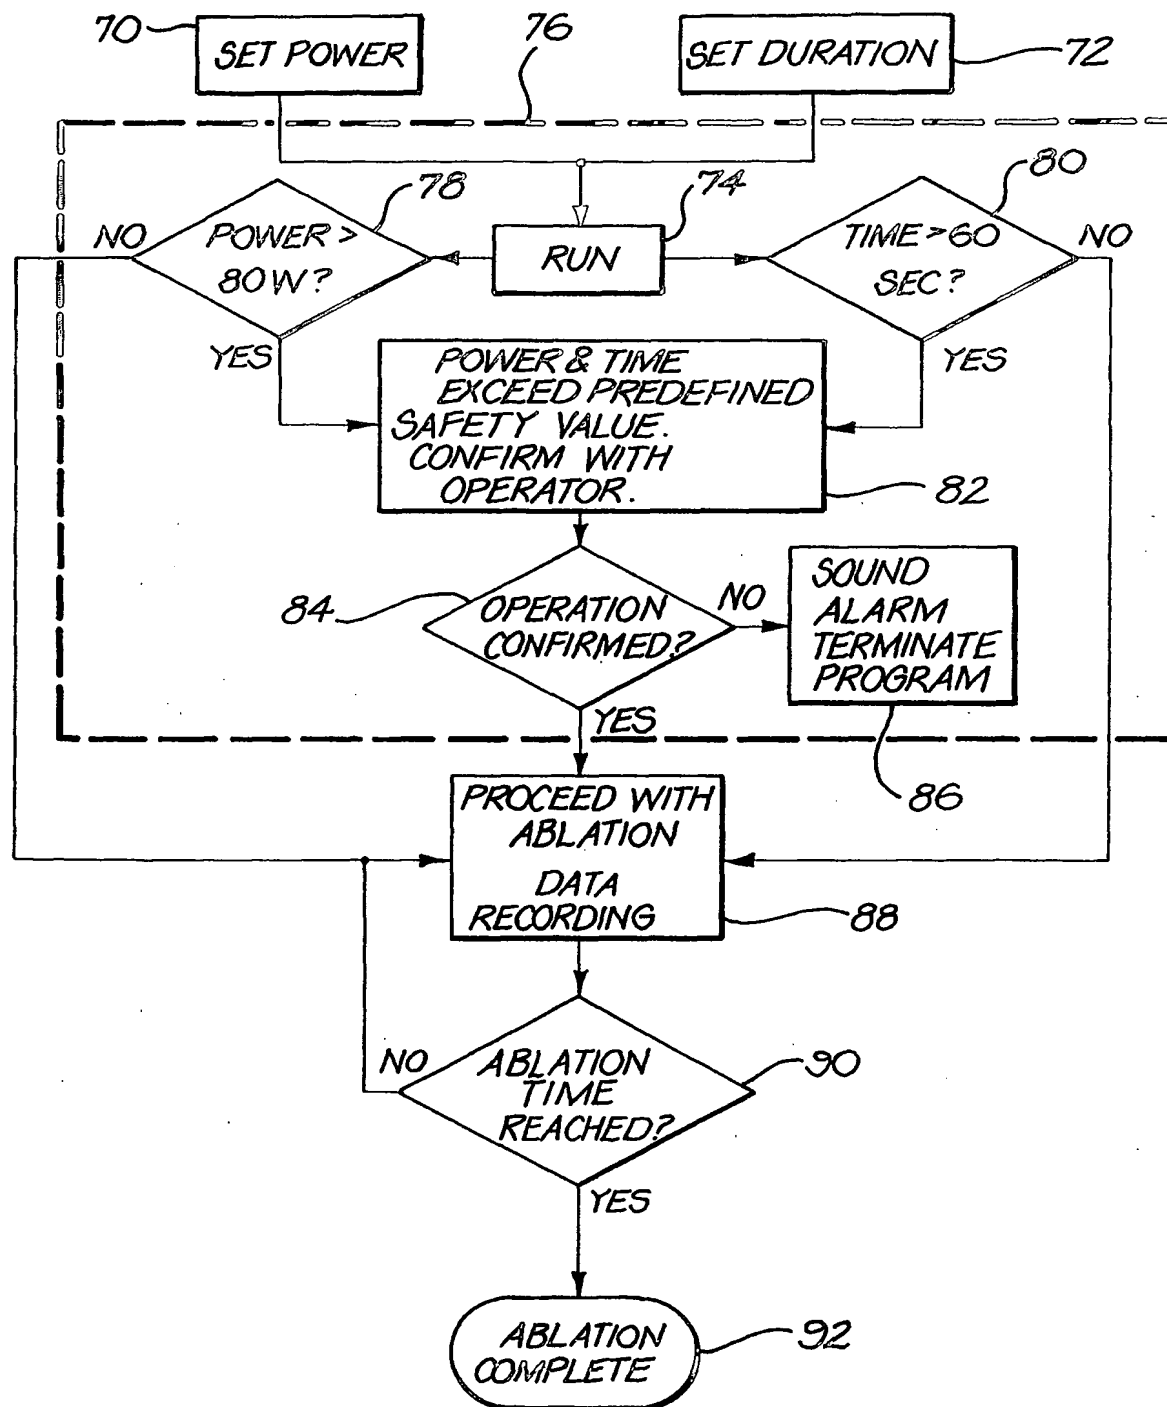 70
SET POWER
76
SET DURATION
72
78
74
80
NO
POWER >
80W?
RUN
TIME > 60
SEC?
NO
YES
YES
POWER & TIME
EXCEED PREDEFINED
SAFETY VALUE.
CONFIRM WITH
OPERATOR.
82
84
OPERATION
CONFIRMED?
NO
SOUND
ALARM
TERMINATE
PROGRAM
YES
86
PROCEED WITH
ABLATION
DATA
RECORDING
88
NO
ABLATION
TIME
REACHED?
90
YES
ABLATION
COMPLETE
92